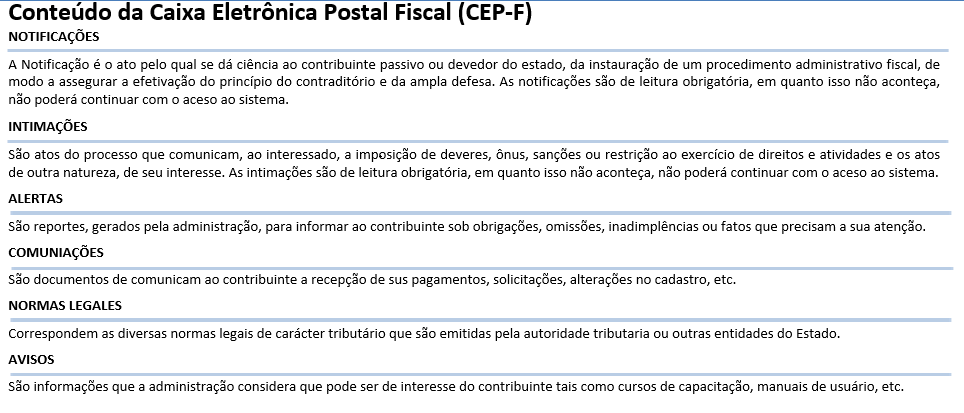 Conteúdo da Caixa Eletrônica Postal Fiscal (CEP-F)
NOTIFICAÇÕES
A Notificação é o ato pelo qual se dá ciência ao contribuinte passivo ou devedor do estado, da instauração de um procedimento administrativo fiscal, de
modo a assegurar a efetivação do princípio do contraditório e da ampla defesa. As notificações são de leitura obrigatória, em quanto isso não aconteça,
não poderá continuar com o aceso ao sistema.
INTIMAÇÕES
São atos do processo que comunicam, ao interessado, a imposição de deveres, ônus, sanções ou restrição ao exercício de direitos e atividades e os atos
de outra natureza, de seu interesse. As intimações são de leitura obrigatória, em quanto isso não aconteça, não poderá continuar com o aceso ao sistema.
ALERTAS
São reportes, gerados pela administração, para informar ao contribuinte sob obrigações, omissões, inadimplências ou fatos que precisam a sua atenção.
COMUNIAÇÕES
São documentos de comunicam ao contribuinte a recepção de sus pagamentos, solicitações, alterações no cadastro, etc.
NORMAS LEGALES
Correspondem as diversas normas legais de carácter tributário que são emitidas pela autoridade tributaria ou outras entidades do Estado.
AVISOS
São informações que a administração considera que pode ser de interesse do contribuinte tais como cursos de capacitação, manuais de usuário, etc.